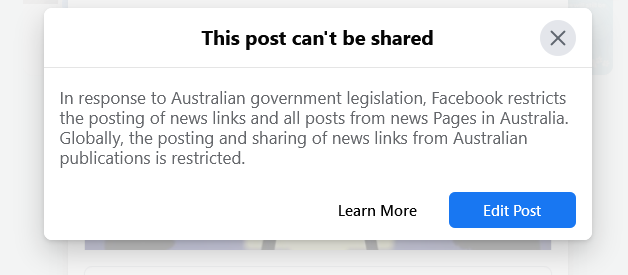 This post can't be shared
In response to Australian government legislation, Facebook restricts
the posting of news links and all posts from news Pages in Australia.
Globally, the posting and sharing of news links from Australian
publications is restricted.
Learn More
Edit Post